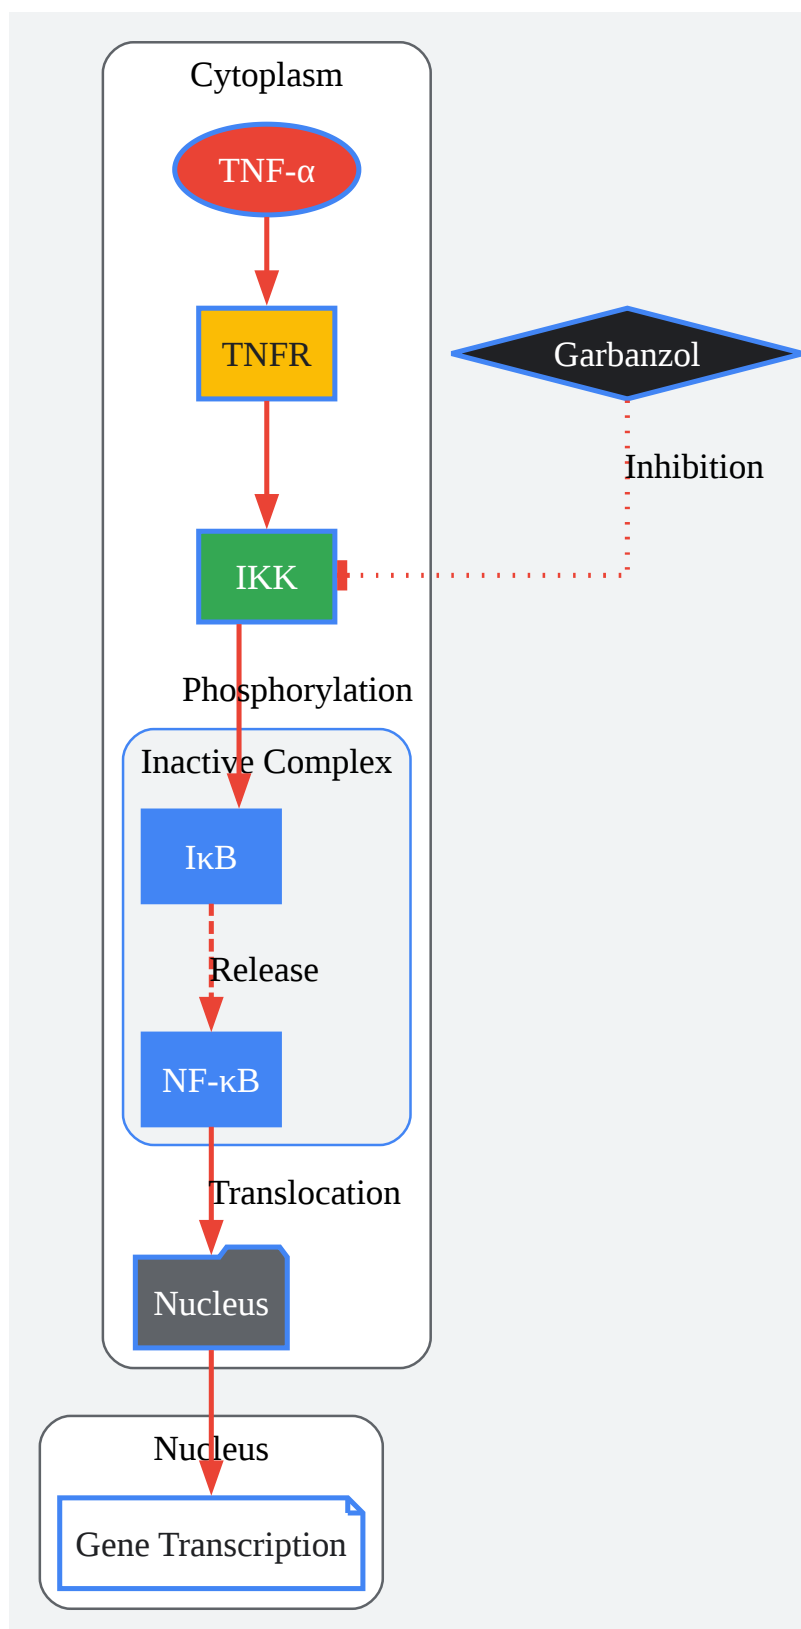 Cytoplasm
TNF-α
TNFR
Garbanzol
Inhibition
IKK
Phosphorylation
Inactive Complex
IκB
Release
NF-κB
Translocation
Nucleus
Nucleus
Gene Transcription